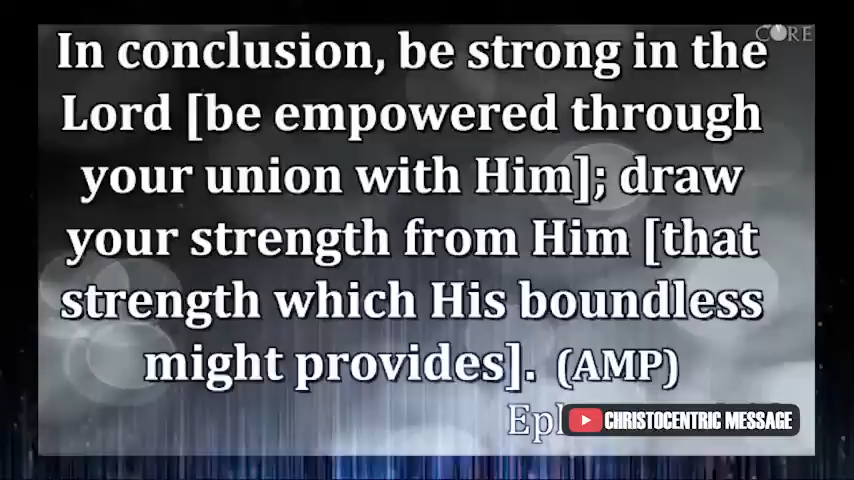 CORE
In conclusion, be strong in the
Lord [be empowered through
your union with Him]; draw
your strength from Him [that
strength which His boundless
might provides]. (AMP)
CHRISTOCENTRIC MESSAGE